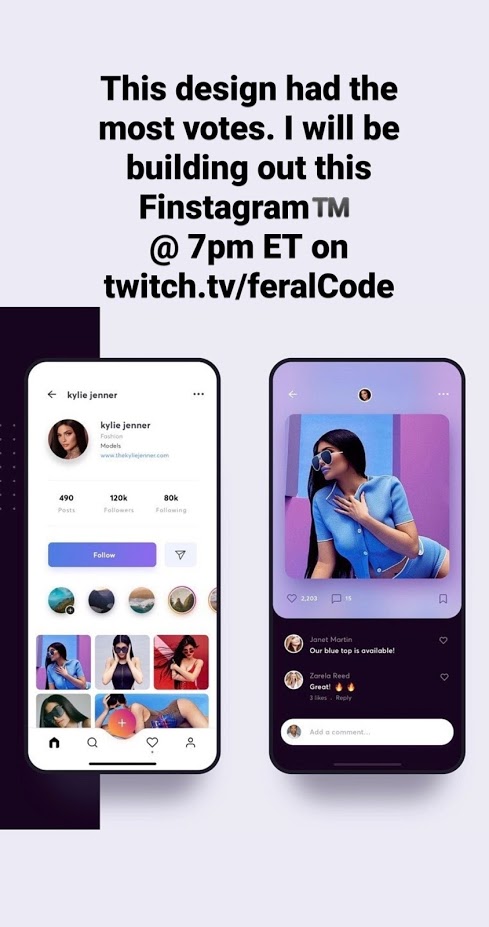 This design had the
most votes. I will be
building out this
Finstagram™️
@ 7pm ET on
twitch.tv/feralCode
kylie jenner
kylie jenner
Fashion
Models
www.thekyliejenner.com
490
120k
80k
Posts
Followers
Following
Follow
2,203
15
Janet Martin
Our blue top is available!
Zarela Reed
Great! 🔥🔥
3 likes . Reply
Add a comment...